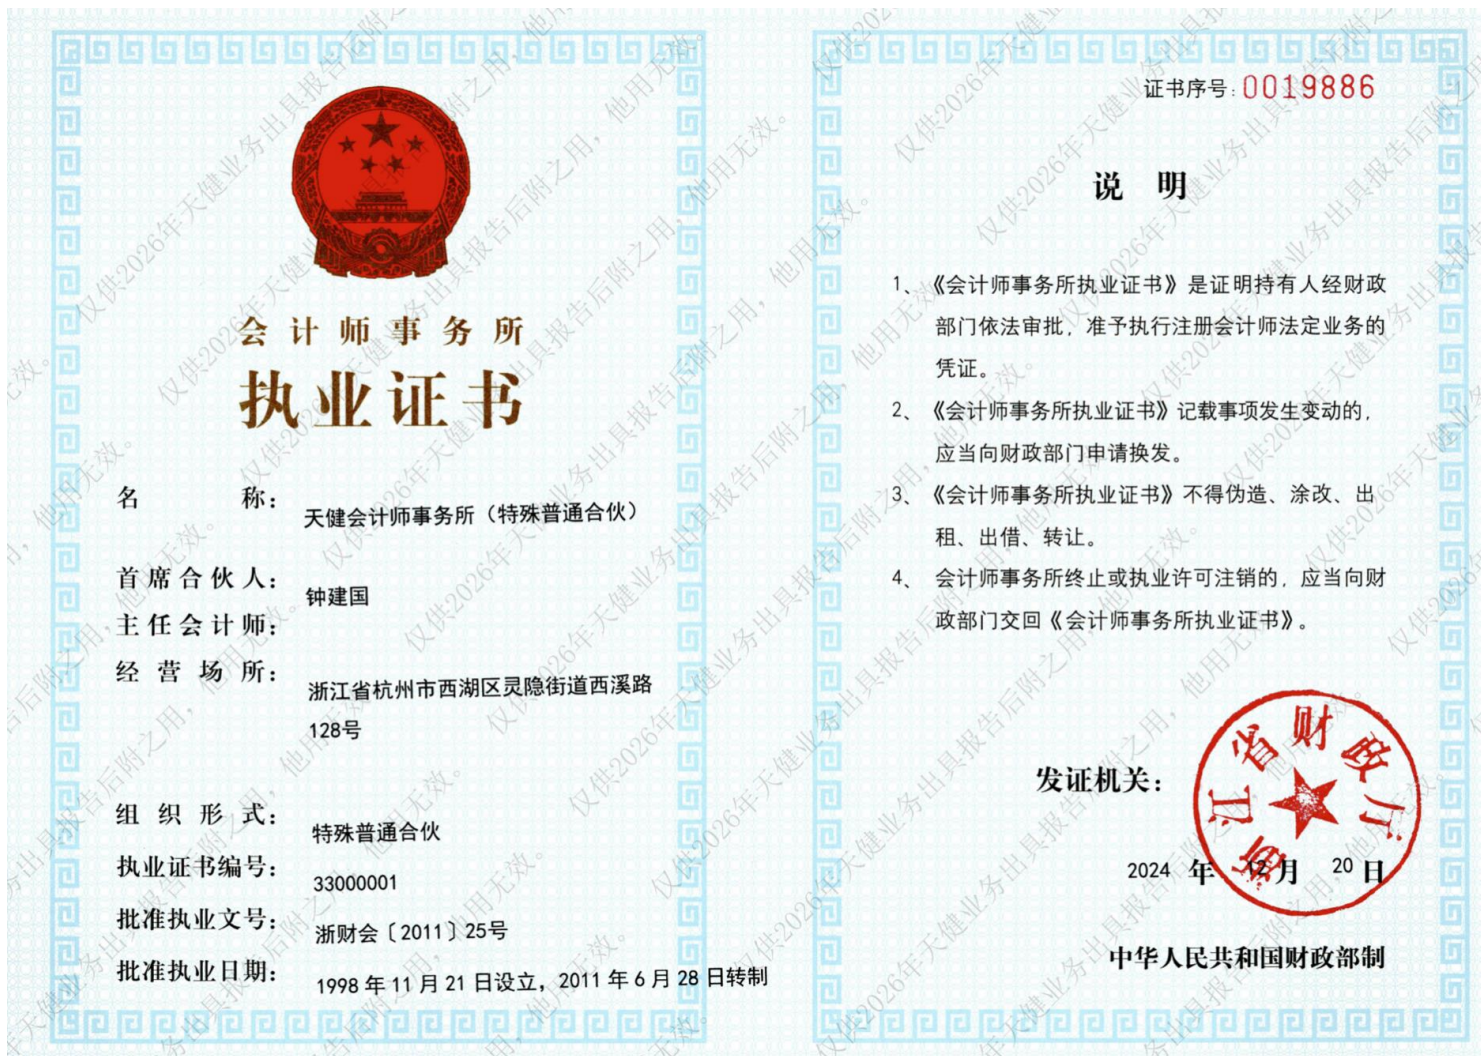 会计师事务所
执业证书
名 称：
天健会计师事务所（特殊普通合伙）
首席合伙人：
钟建国
主任会计师：
经营场所：
浙江省杭州市西湖区灵隐街道西溪路
128号
组织形式：
特殊普通合伙
执业证书编号：
33000001
批准执业文号：
浙财会〔2011〕25号
批准执业日期：
1998 年 11 月 21 日设立，2011 年 6 月 28 日转制
证书序号：0019886
说 明
1、《会计师事务所执业证书》是证明持有人经财政
部门依法审批，准予执行注册会计师法定业务的
凭证。
2、《会计师事务所执业证书》记载事项发生变动的，
应当向财政部门申请换发。
3、《会计师事务所执业证书》不得伪造、涂改、出
租、出借、转让。
4、 会计师事务所终止或执业许可注销的，应当向财
政部门交回《会计师事务所执业证书》。
发证机关：
浙江省财政厅
2024 年 12月 20 日
中华人民共和国财政部制
仅供2026年天健业务出具报告后附之用，他用无效。